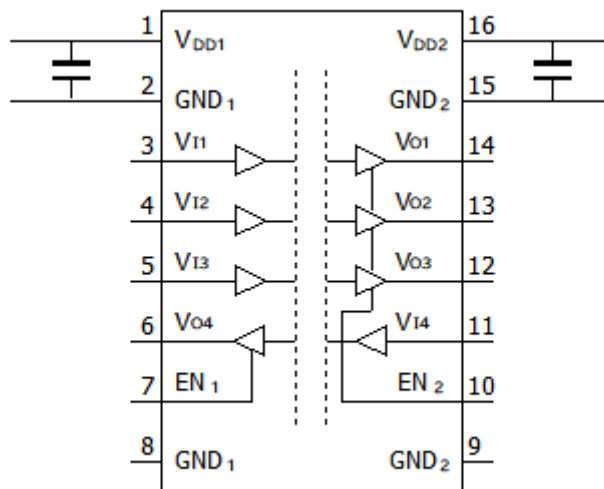 1 VDD1 VDD2 16
2 GND1 GND2 15
3 VI1 VO1 14
4 VI2 VO2 13
5 VI3 VO3 12
6 VO4 VI4 11
7 EN1 EN2 10
8 GND1 GND2 9